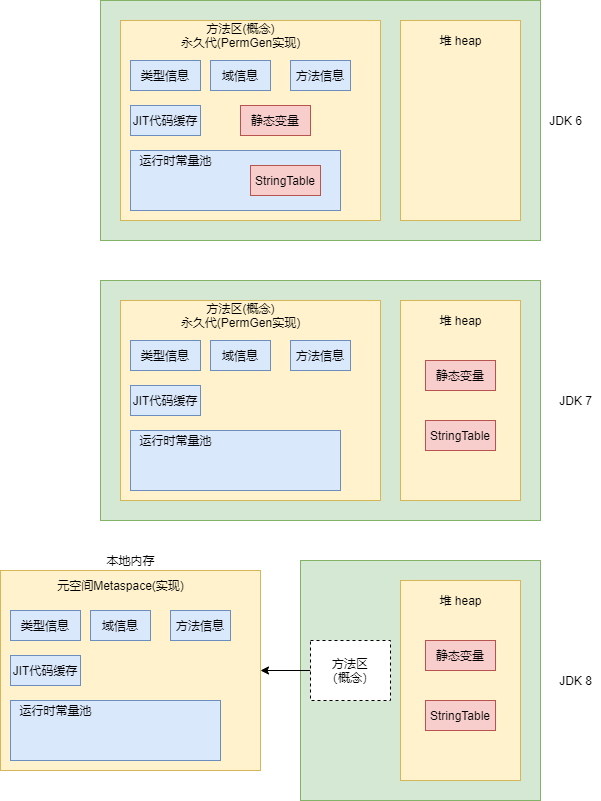 方法区(概念)
永久代(PermGen实现)
堆 heap
类型信息
域信息
方法信息
JIT代码缓存
静态变量
JDK 6
运行时常量池
StringTable
方法区(概念)
永久代(PermGen实现)
堆 heap
类型信息
域信息
方法信息
静态变量
JIT代码缓存
JDK 7
运行时常量池
StringTable
本地内存
元空间Metaspace(实现)
堆 heap
类型信息
域信息
方法信息
JIT代码缓存
方法区
(概念)
静态变量
JDK 8
运行时常量池
StringTable